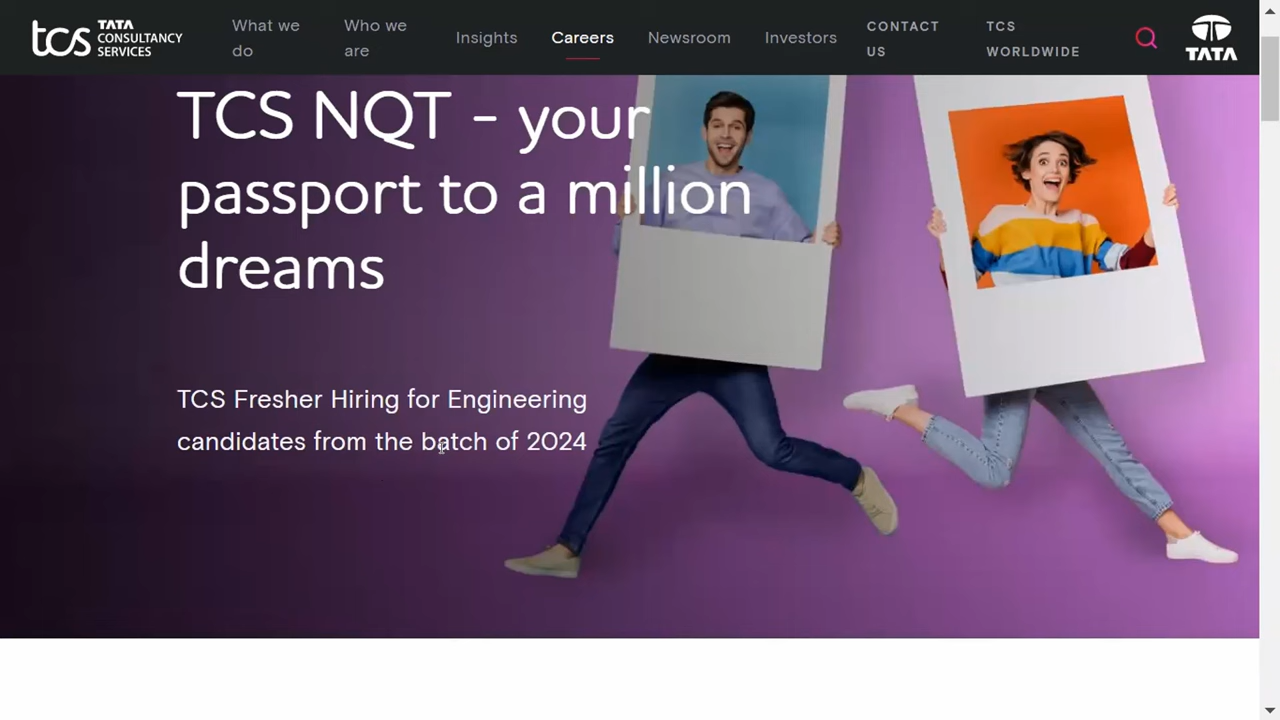 tcs TATA CONSULTANCY SERVICES
What we do
Who we are
Insights
Careers
Newsroom
Investors
CONTACT US
TCS WORLDWIDE
TATA
TCS NQT - your
passport to a million
dreams
TCS Fresher Hiring for Engineering
candidates from the batch of 2024